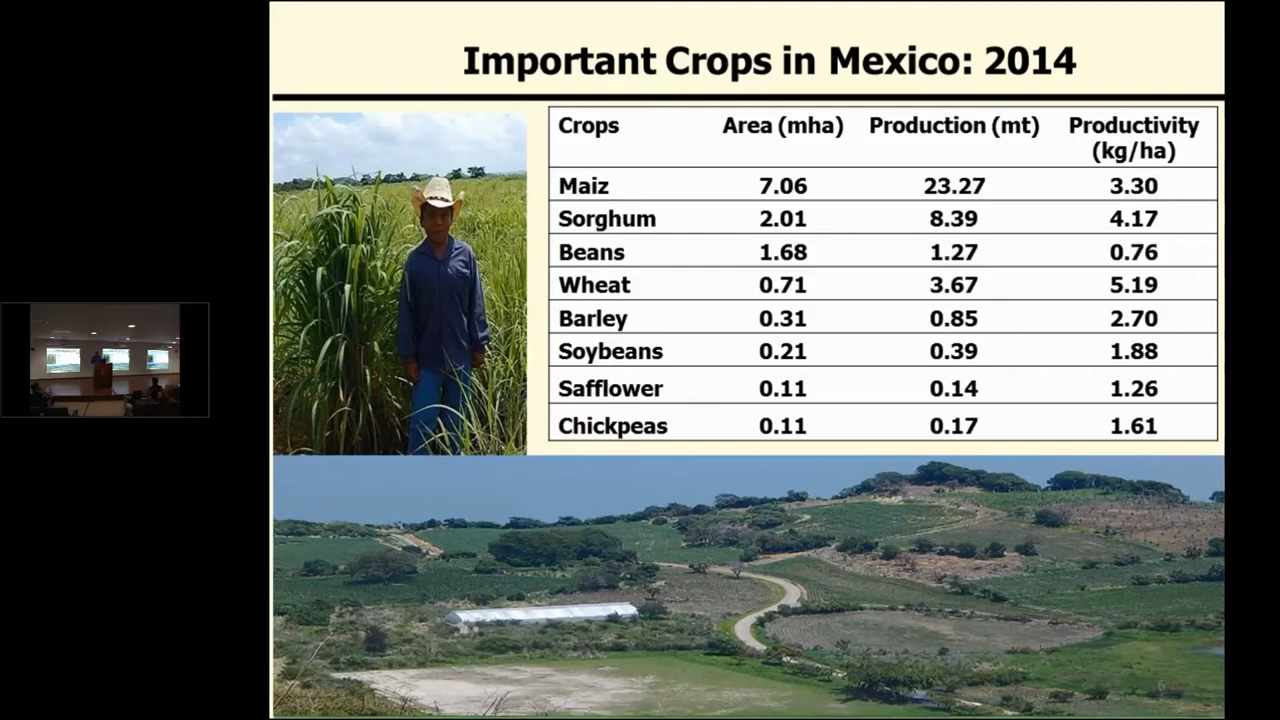 Important Crops in Mexico: 2014
Crops Area (mha) Production (mt) Productivity (kg/ha)
Maiz 7.06 23.27 3.30
Sorghum 2.01 8.39 4.17
Beans 1.68 1.27 0.76
Wheat 0.71 3.67 5.19
Barley 0.31 0.85 2.70
Soybeans 0.21 0.39 1.88
Safflower 0.11 0.14 1.26
Chickpeas 0.11 0.17 1.61